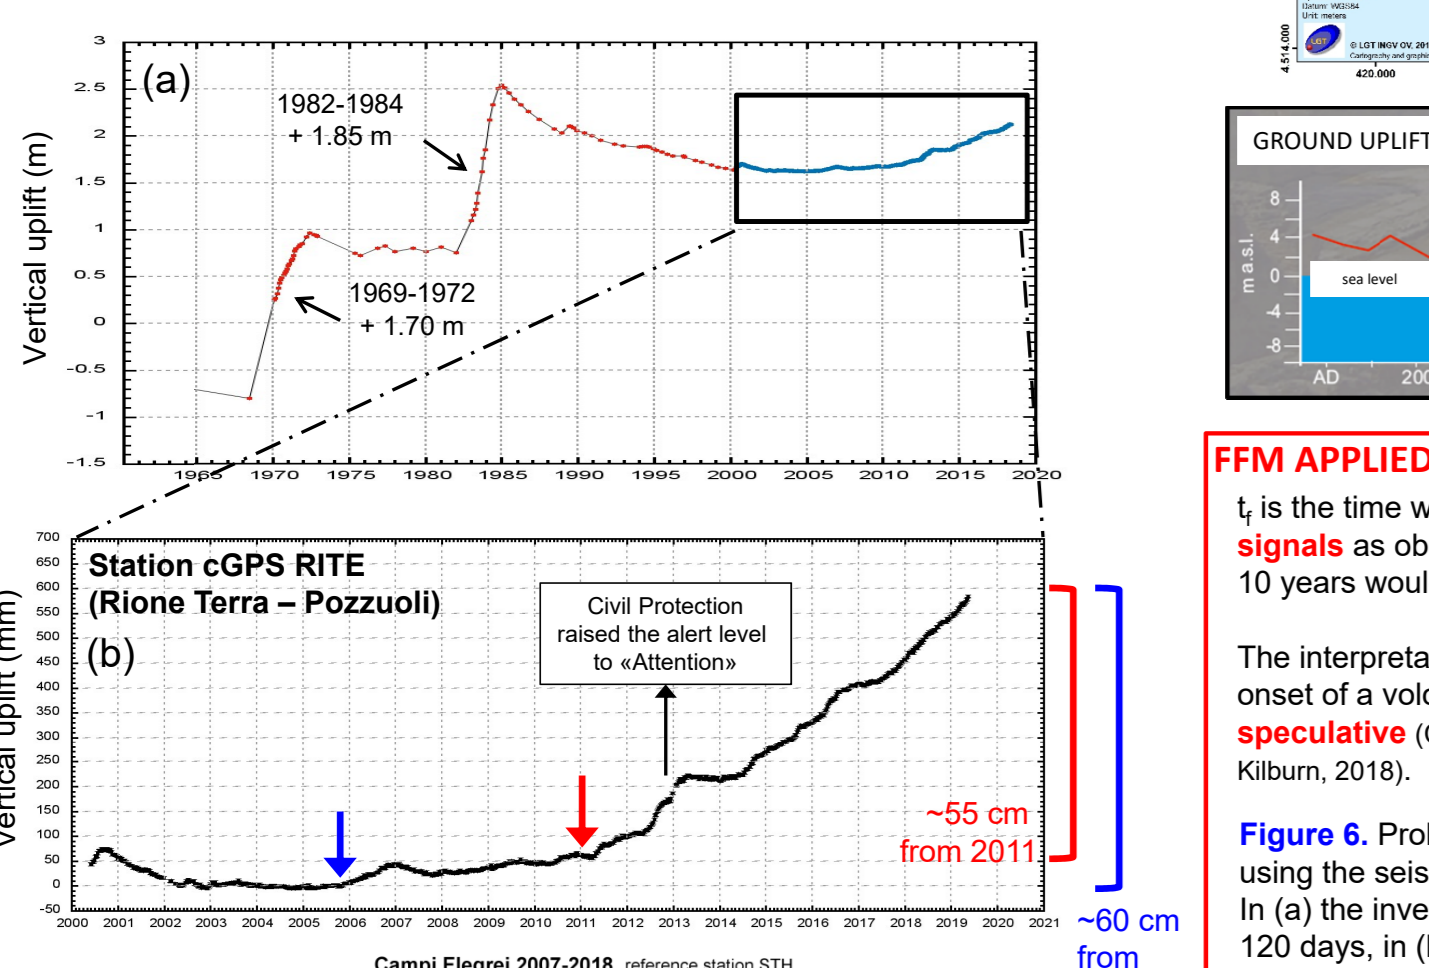 Datum: WGS84
Unit: meters
LGT
© LGT INGV OV, 201
Cartography and graphi
4.514.000
420.000
(a)
Vertical uplift (m)
3
2.5
2
1.5
1
0.5
0
-0.5
-1
-1.5
1982-1984
+ 1.85 m
1969-1972
+ 1.70 m
1965 1970 1975 1980 1985 1990 1995 2000 2005 2010 2015 2020
GROUND UPLIFT
m a.s.l.
8
4
0
-4
-8
sea level
AD 200
Station cGPS RITE
(Rione Terra – Pozzuoli)
(b)
Vertical uplift (mm)
700
650
600
550
500
450
400
350
300
250
200
150
100
50
0
-50
Civil Protection
raised the alert level
to «Attention»
~55 cm
from 2011
~60 cm
from
2000 2001 2002 2003 2004 2005 2006 2007 2008 2009 2010 2011 2012 2013 2014 2015 2016 2017 2018 2019 2020 2021
Campi Flegrei 2007-2018 reference station STH
FFM APPLIED
tf is the time w
signals as ob
10 years woul
The interpreta
onset of a volc
speculative (
Kilburn, 2018).
Figure 6. Prol
using the seis
In (a) the inve
120 days, in (